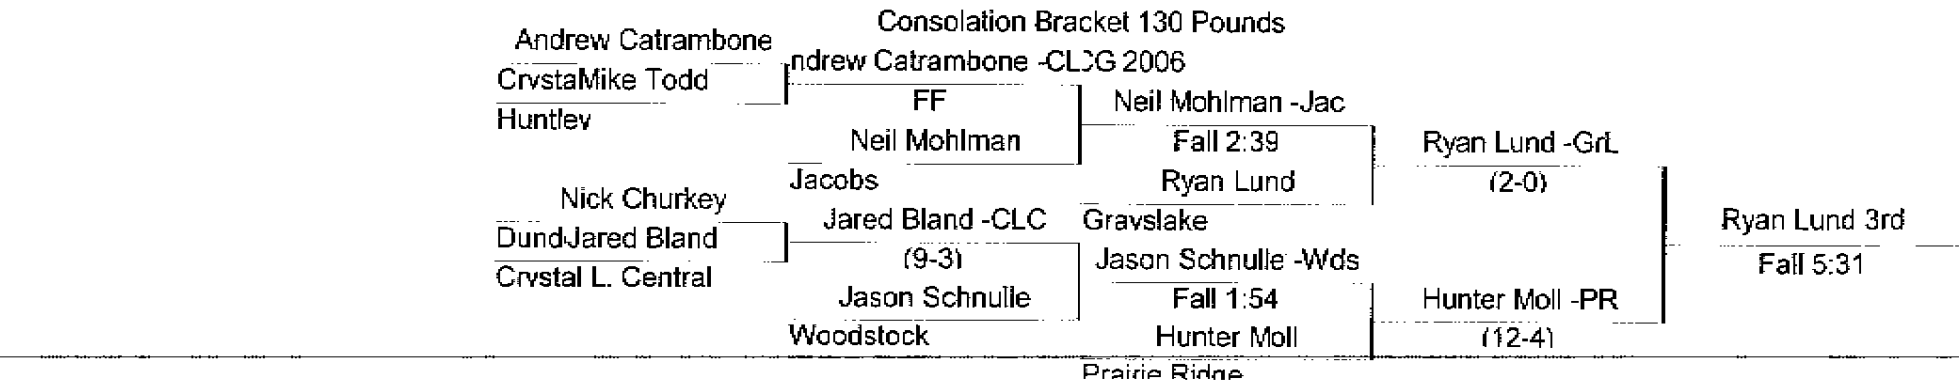 Consolation Bracket 130 Pounds
Andrew Catrambone
ndrew Catrambone -CLCG 2006
CrystaMike Todd
FF
Neil Mohlman -Jac
Huntley
Neil Mohlman
Fall 2:39
Ryan Lund -GrL
Jacobs
Ryan Lund
(2-0)
Nick Churkey
Jared Bland -CLC
Grayslake
Ryan Lund 3rd
DundJared Bland
(9-3)
Jason Schnulle -Wds
Fall 5:31
Crystal L. Central
Jason Schnulle
Fall 1:54
Hunter Moll -PR
Woodstock
Hunter Moll
(12-4)
Prairie Ridge